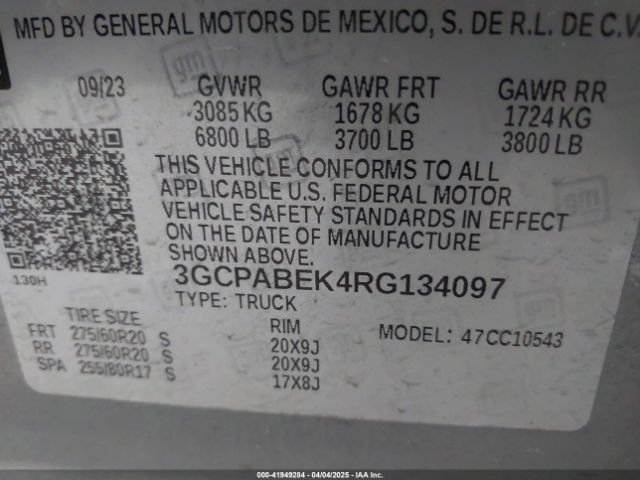 MFD BY GENERAL MOTORS DE MEXICO, S. DE R.L. DE C.V.
09/23 GVWR GAWR FRT GAWR RR
3085 KG 1678 KG 1724 KG
6800 LB 3700 LB 3800 LB
THIS VEHICLE CONFORMS TO ALL
APPLICABLE U.S. FEDERAL MOTOR
VEHICLE SAFETY STANDARDS IN EFFECT
ON THE DATE OF MANUFACTURE
SHOWN ABOVE.
130H
3GCPABEK4RG134097
TYPE: TRUCK
TIRE SIZE RIM MODEL: 47CC10543
FRT 275/60R20 S 20X9J
RR 275/60R20 S 20X9J
SPA 255/80R17 S 17X8J
gm
000-41949284 - 04/04/2025 - IAA Inc.